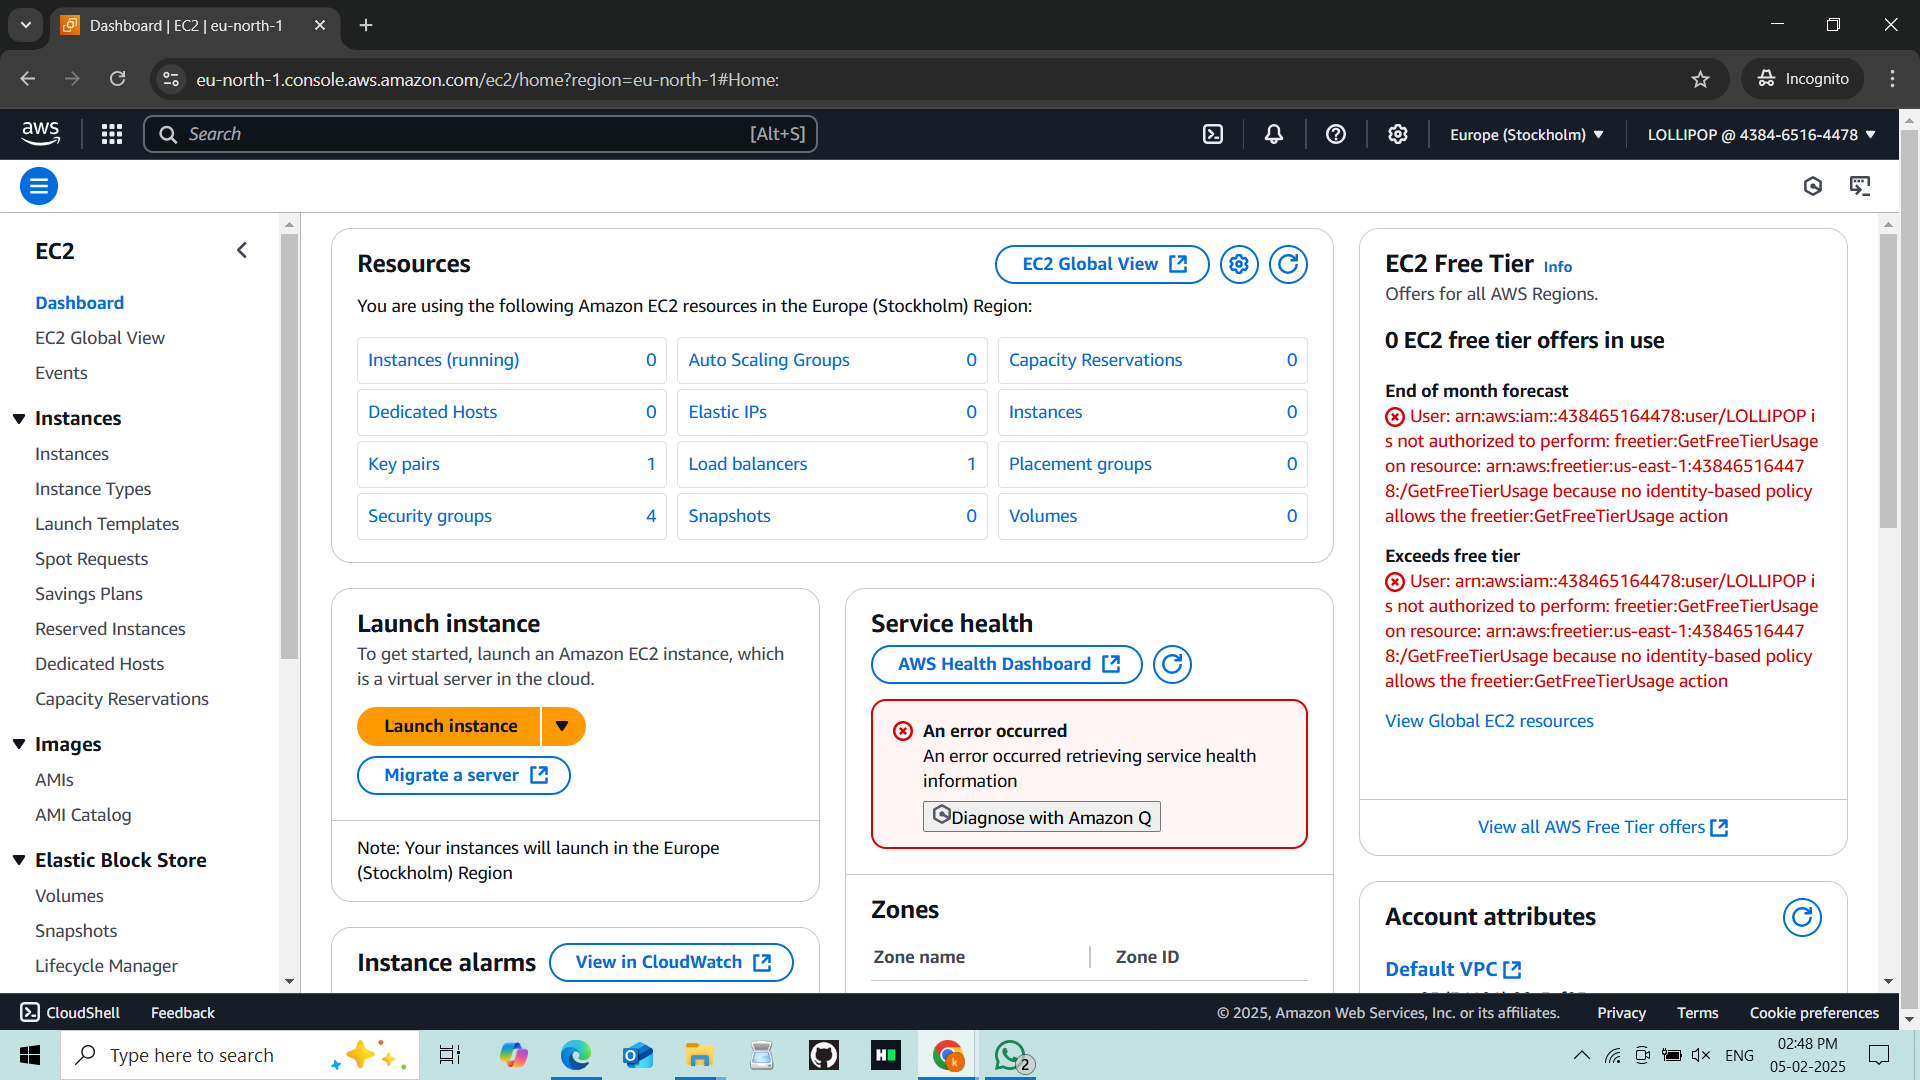 Dashboard | EC2 | eu-north-1
eu-north-1.console.aws.amazon.com/ec2/home?region=eu-north-1#Home:
Incognito
aws
Search
[Alt+S]
Europe (Stockholm)
LOLLIPOP @ 4384-6516-4478
EC2
Dashboard
EC2 Global View
Events
Instances
Instances
Instance Types
Launch Templates
Spot Requests
Savings Plans
Reserved Instances
Dedicated Hosts
Capacity Reservations
Images
AMIs
AMI Catalog
Elastic Block Store
Volumes
Snapshots
Lifecycle Manager
Resources
EC2 Global View
You are using the following Amazon EC2 resources in the Europe (Stockholm) Region:
Instances (running) 0
Auto Scaling Groups 0
Capacity Reservations 0
Dedicated Hosts 0
Elastic IPs 0
Instances 0
Key pairs 1
Load balancers 1
Placement groups 0
Security groups 4
Snapshots 0
Volumes 0
Launch instance
To get started, launch an Amazon EC2 instance, which
is a virtual server in the cloud.
Launch instance
Migrate a server
Note: Your instances will launch in the Europe
(Stockholm) Region
Instance alarms
View in CloudWatch
Service health
AWS Health Dashboard
An error occurred
An error occurred retrieving service health
information
Diagnose with Amazon Q
Zones
Zone name
Zone ID
EC2 Free Tier Info
Offers for all AWS Regions.
0 EC2 free tier offers in use
End of month forecast
User: arn:aws:iam::438465164478:user/LOLLIPOP i
s not authorized to perform: freetier:GetFreeTierUsage
on resource: arn:aws:freetier:us-east-1:43846516447
8:/GetFreeTierUsage because no identity-based policy
allows the freetier:GetFreeTierUsage action
Exceeds free tier
User: arn:aws:iam::438465164478:user/LOLLIPOP i
s not authorized to perform: freetier:GetFreeTierUsage
on resource: arn:aws:freetier:us-east-1:43846516447
8:/GetFreeTierUsage because no identity-based policy
allows the freetier:GetFreeTierUsage action
View Global EC2 resources
View all AWS Free Tier offers
Account attributes
Default VPC
CloudShell
Feedback
© 2025, Amazon Web Services, Inc. or its affiliates.
Privacy
Terms
Cookie preferences
Type here to search
2
ENG
02:48 PM
05-02-2025